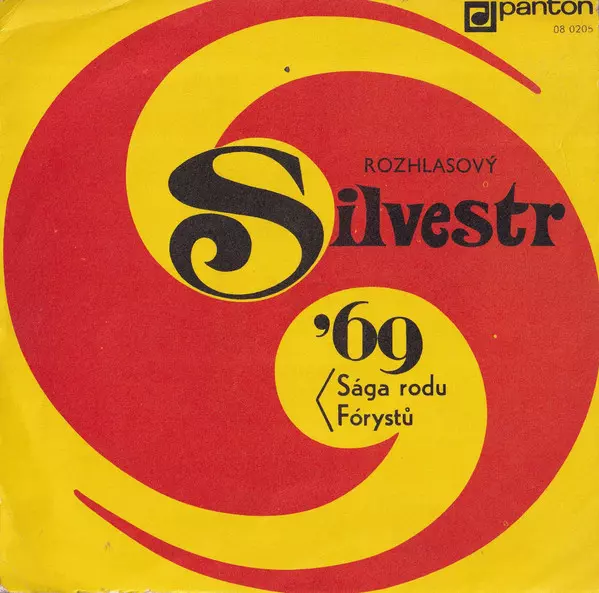 panton
08 0205
ROZHLASOVÝ
Silvestr
’69
Sága rodu
Fórystů